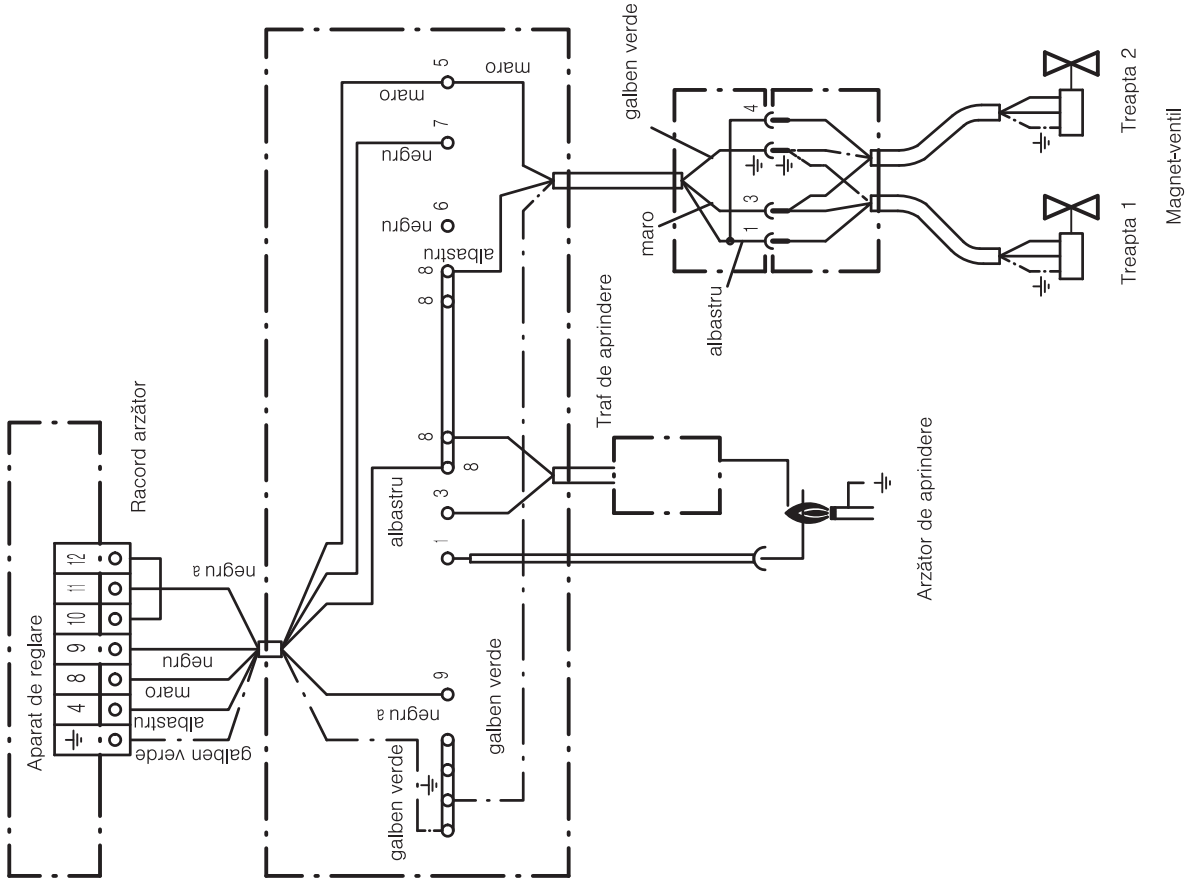 Aparat de reglare
⏚ 4 8 9 10 11 12
Racord arzător
galben verde
albastru
maro
negru
negru a
maro
5
maro
7
negru
6
negru
albastru
8
8
8
8
albastru
3
1
9
negru a
galben verde
galben verde
Traf de aprindere
Arzător de aprindere
galben verde
maro
albastru
1
3
4
Treapta 1
Treapta 2
Magnet-ventil